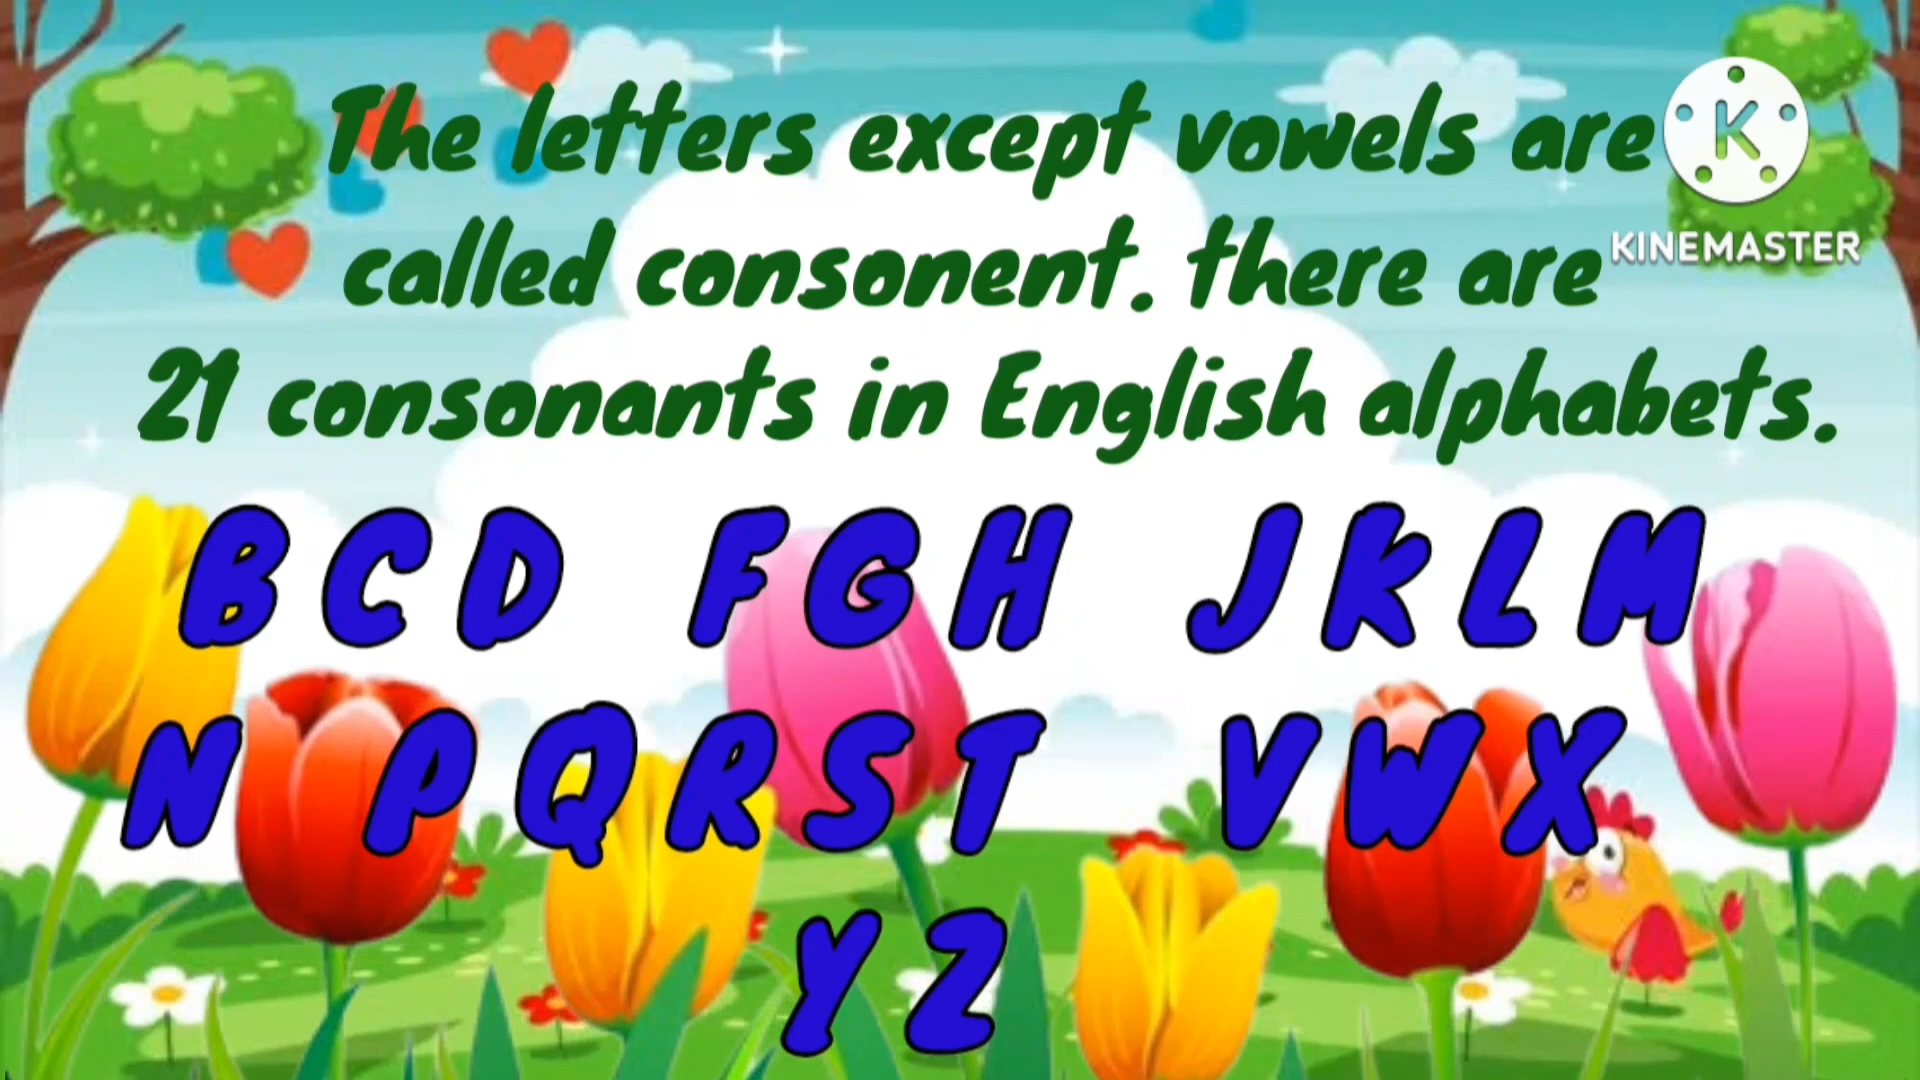 The letters except vowels are
called consonent. there are
21 consonants in English alphabets.
B C D F G H J K L M
N P Q R S T V W X
Y Z
K
KINEMASTER